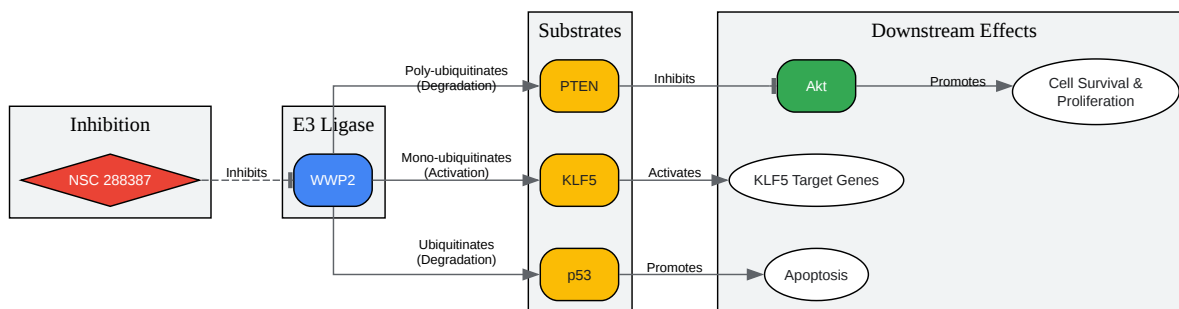 Substrates
Downstream Effects
Poly-ubiquitinates
(Degradation)
PTEN
Inhibits
Akt
Promotes
Cell Survival &
Proliferation
Inhibition
E3 Ligase
NSC 288387
Inhibits
WWP2
Mono-ubiquitinates
(Activation)
KLF5
Activates
KLF5 Target Genes
Ubiquitinates
(Degradation)
p53
Promotes
Apoptosis